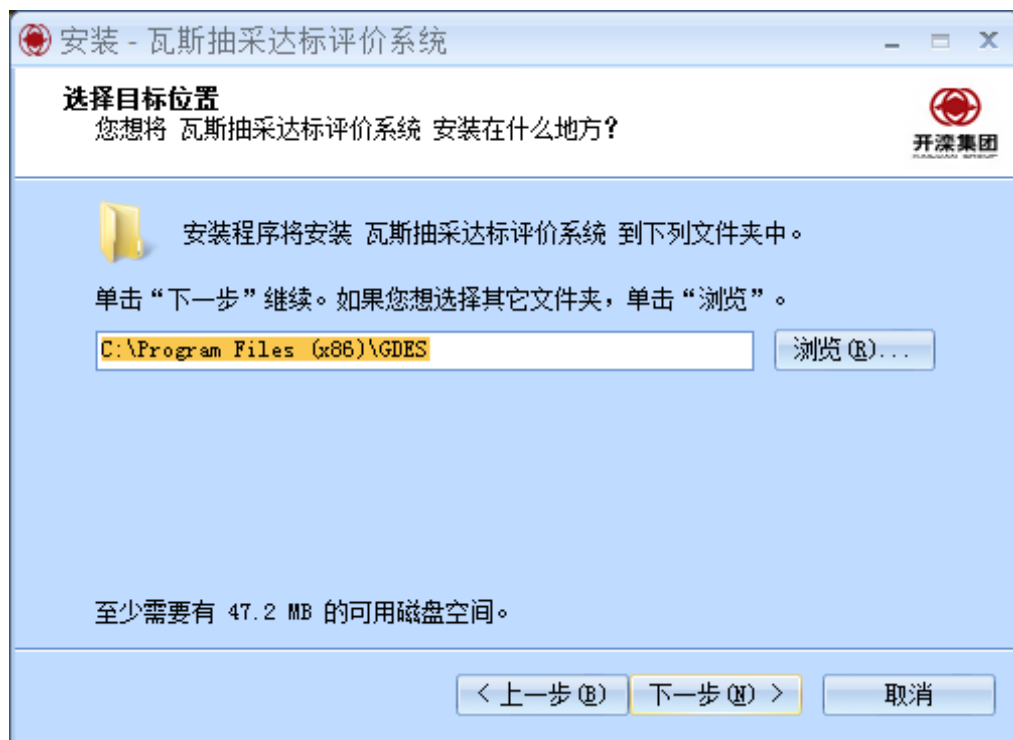 安装 - 瓦斯抽采达标评价系统
选择目标位置
您想将 瓦斯抽采达标评价系统 安装在什么地方?
开滦集团
安装程序将安装 瓦斯抽采达标评价系统 到下列文件夹中。
单击“下一步”继续。如果您想选择其它文件夹,单击“浏览”。
C:\Program Files (x86)\GDES
浏览(R)...
至少需要有 47.2 MB 的可用磁盘空间。
< 上一步(B)
下一步(N) >
取消